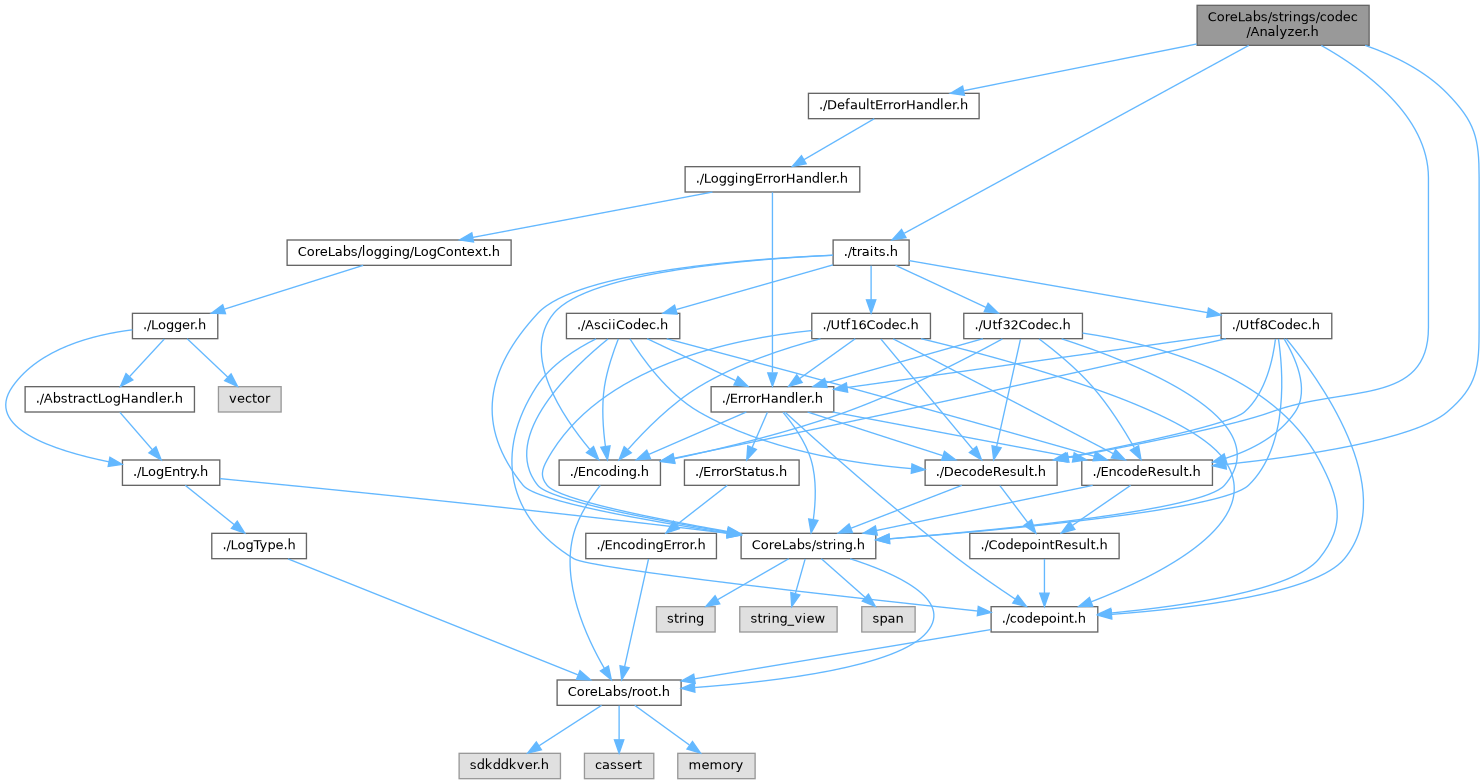 CoreLabs/strings/codec
/Analyzer.h
./DefaultErrorHandler.h
./LoggingErrorHandler.h
CoreLabs/logging/LogContext.h
./traits.h
./Logger.h
./AsciiCodec.h
./Utf16Codec.h
./Utf32Codec.h
./Utf8Codec.h
./AbstractLogHandler.h
vector
./ErrorHandler.h
./LogEntry.h
./Encoding.h
./ErrorStatus.h
./DecodeResult.h
./EncodeResult.h
./LogType.h
./EncodingError.h
CoreLabs/string.h
./CodepointResult.h
string
string_view
span
./codepoint.h
CoreLabs/root.h
sdkddkver.h
cassert
memory